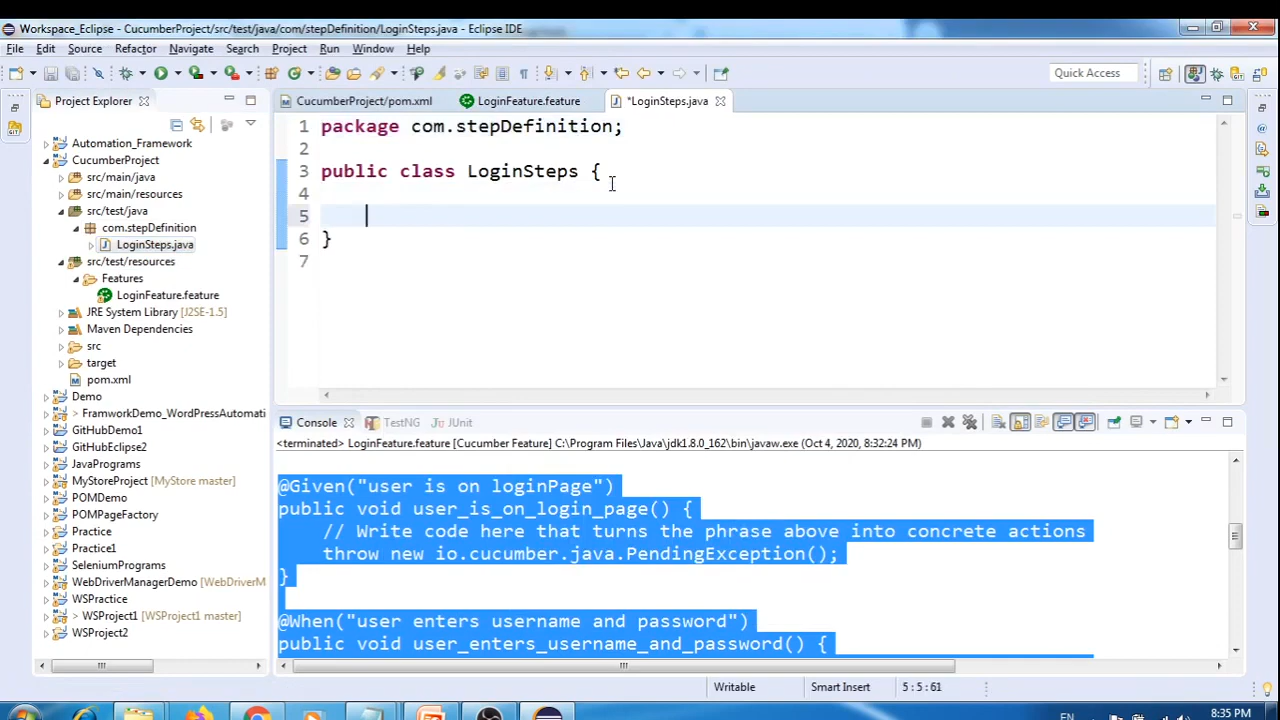 Workspace_Eclipse - CucumberProject/src/test/java/com/stepDefinition/LoginSteps.java - Eclipse IDE
File Edit Source Refactor Navigate Search Project Run Window Help
Quick Access
Project Explorer
Automation_Framework
CucumberProject
src/main/java
src/main/resources
src/test/java
com.stepDefinition
LoginSteps.java
src/test/resources
Features
LoginFeature.feature
JRE System Library [J2SE-1.5]
Maven Dependencies
src
target
pom.xml
Demo
> FramworkDemo_WordPressAutomati
GitHubDemo1
GitHubEclipse2
JavaPrograms
MyStoreProject [MyStore master]
POMDemo
POMPageFactory
Practice
Practice1
SeleniumPrograms
WebDriverManagerDemo [WebDriverM
WSPractice
> WSProject1 [WSProject1 master]
WSProject2
CucumberProject/pom.xml LoginFeature.feature *LoginSteps.java
1 package com.stepDefinition;
2
3 public class LoginSteps {
4
5
6 }
7
Console TestNG JUnit
<terminated> LoginFeature.feature [Cucumber Feature] C:\Program Files\Java\jdk1.8.0_162\bin\javaw.exe (Oct 4, 2020, 8:32:24 PM)
@Given("user is on loginPage")
public void user_is_on_login_page() {
// Write code here that turns the phrase above into concrete actions
throw new io.cucumber.java.PendingException();
}
@When("user enters username and password")
public void user_enters_username_and_password() {
Writable Smart Insert 5 : 5 : 61
EN 8:35 PM